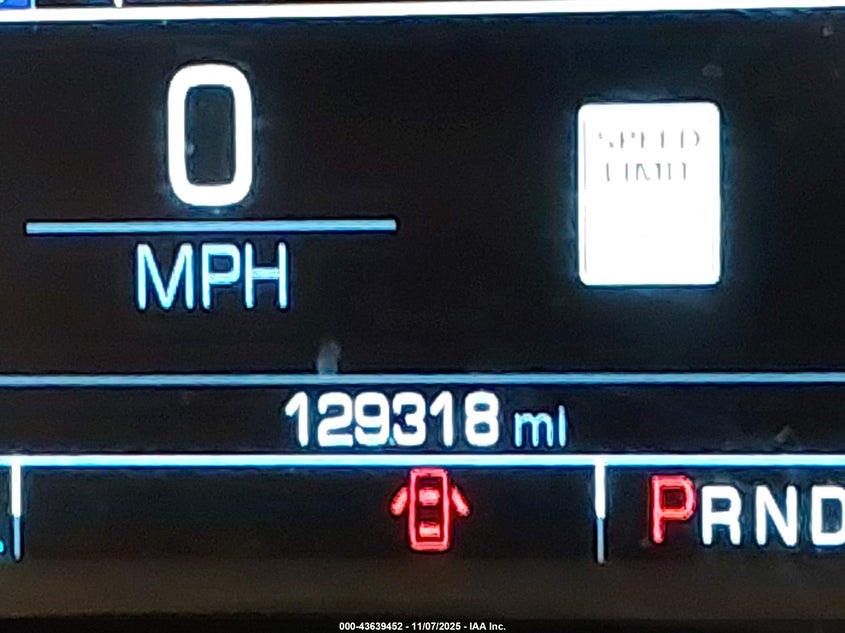 0
MPH
SPEED
LIMIT
129318 mi
PRND
000-43639452 - 11/07/2025 - IAA Inc.